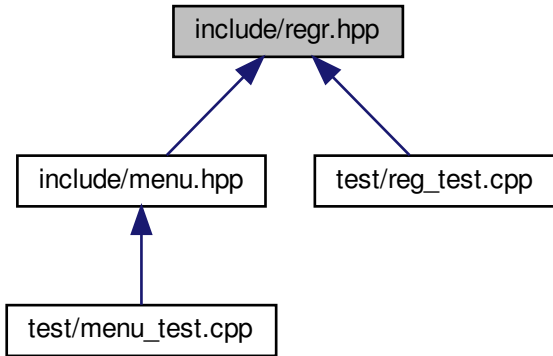 include/regr.hpp
include/menu.hpp
test/reg_test.cpp
test/menu_test.cpp